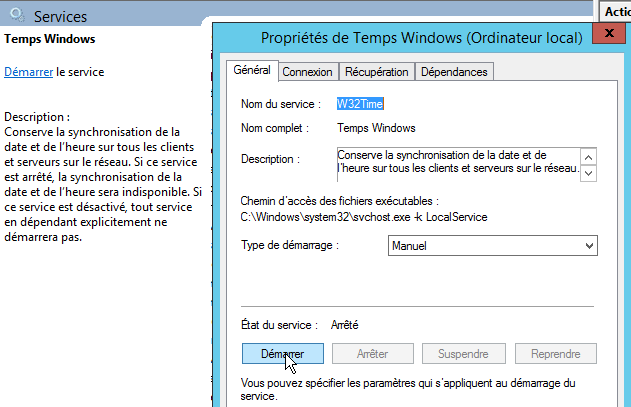 Services
Actio
Temps Windows
Démarrer le service
Description :
Conserve la synchronisation de la
date et de l'heure sur tous les clients
et serveurs sur le réseau. Si ce service
est arrêté, la synchronisation de la
date et de l'heure sera indisponible. Si
ce service est désactivé, tout service
en dépendant explicitement ne
démarrera pas.
Propriétés de Temps Windows (Ordinateur local)
x
Général
Connexion
Récupération
Dépendances
Nom du service :
W32Time
Nom complet :
Temps Windows
Description :
Conserve la synchronisation de la date et de
l'heure sur tous les clients et serveurs sur le réseau.
Chemin d'accès des fichiers exécutables :
C:\Windows\system32\svchost.exe -k LocalService
Type de démarrage :
Manuel
État du service :
Arrêté
Démarrer
Arrêter
Suspendre
Reprendre
Vous pouvez spécifier les paramètres qui s'appliquent au démarrage du
service.